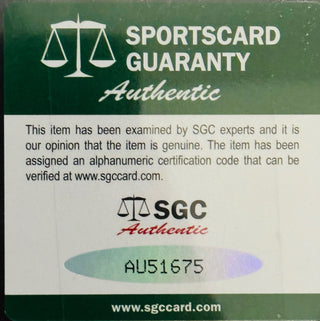 SPORTSCARD
GUARANTY
Authentic
This item has been examined by SGC experts and it is
our opinion that the item is genuine. The item has been
assigned an alphanumeric certification code that can be
verified at www.sgccard.com.
SGC
Authentic
AU51675
www.sgccard.com